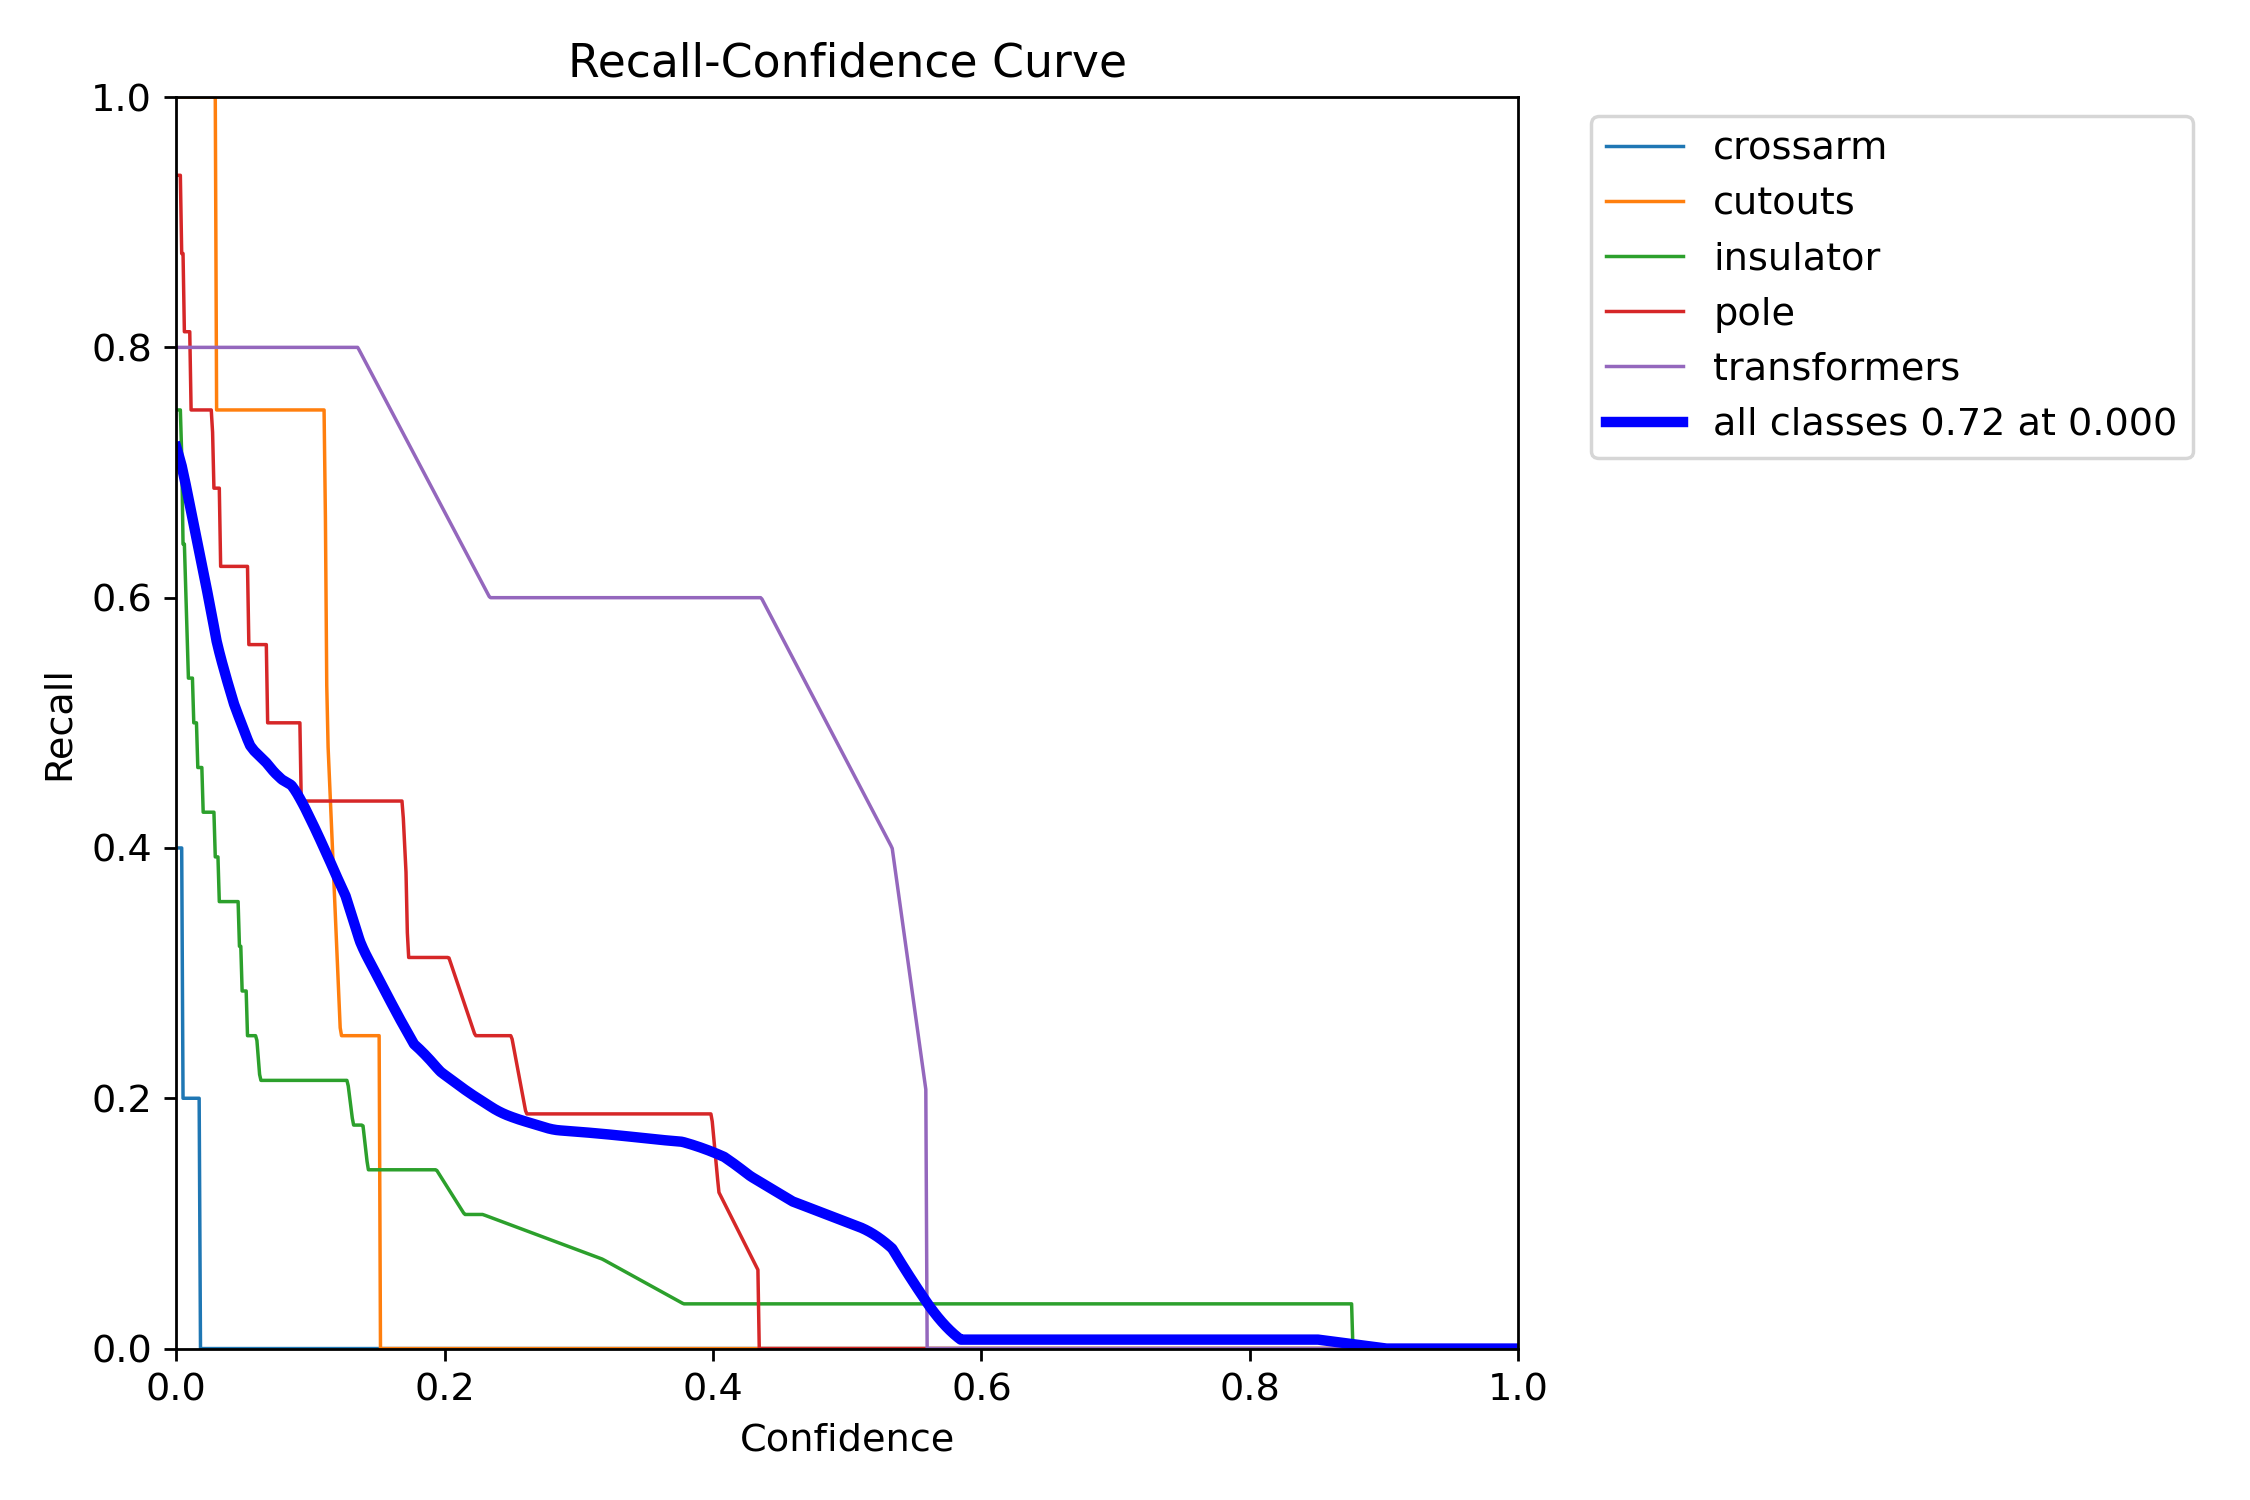 Recall-Confidence Curve
1.0
0.8
0.6
0.4
0.2
0.0
Recall
0.0 0.2 0.4 0.6 0.8 1.0
Confidence
crossarm
cutouts
insulator
pole
transformers
all classes 0.72 at 0.000